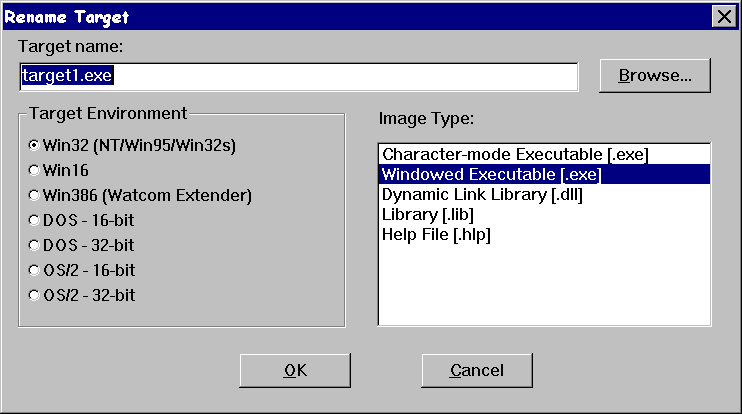 Rename Target
Target name:
target1.exe
Browse...
Target Environment
Win32 (NT/Win95/Win32s)
Win16
Win386 (Watcom Extender)
DOS - 16-bit
DOS - 32-bit
OS/2 - 16-bit
OS/2 - 32-bit
Image Type:
Character-mode Executable [.exe]
Windowed Executable [.exe]
Dynamic Link Library [.dll]
Library [.lib]
Help File [.hlp]
OK
Cancel